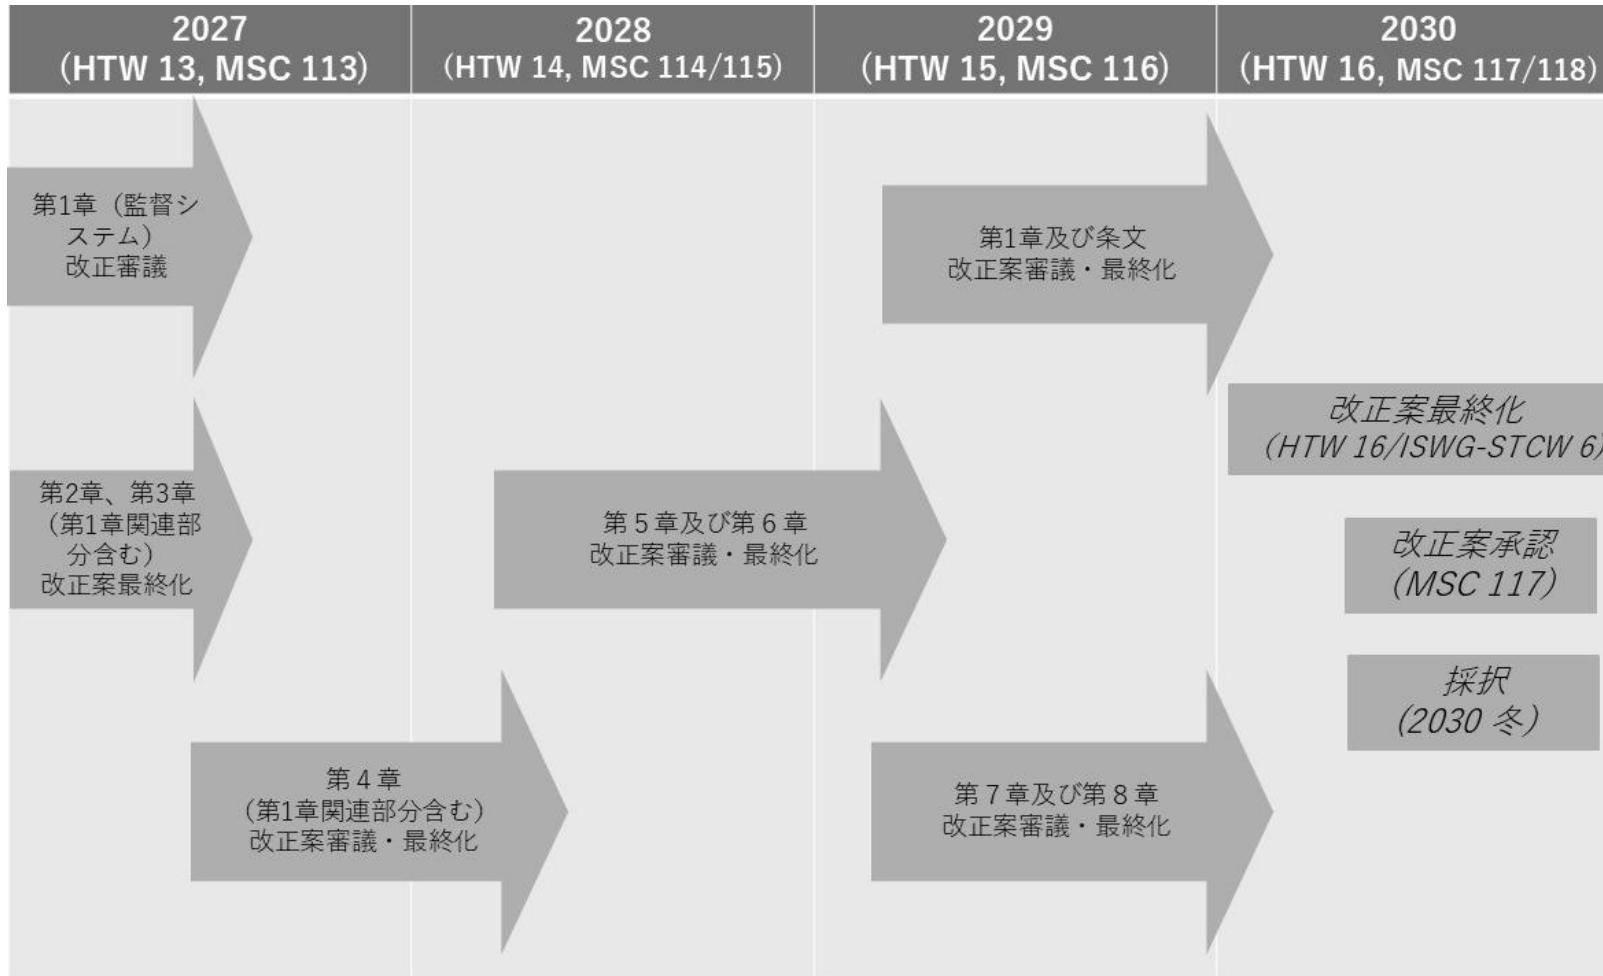 2027
(HTW 13, MSC 113)
2028
(HTW 14, MSC 114/115)
2029
(HTW 15, MSC 116)
2030
(HTW 16, MSC 117/118)
第1章（監督シ
ステム）
改正審議
第1章及び条文
改正案審議・最終化
改正案最終化
(HTW 16/ISWG-STCW 6)
第2章、第3章
（第1章関連部
分含む）
改正案最終化
第５章及び第６章
改正案審議・最終化
改正案承認
(MSC 117)
採択
(2030 冬)
第４章
（第1章関連部分含む）
改正案審議・最終化
第７章及び第８章
改正案審議・最終化